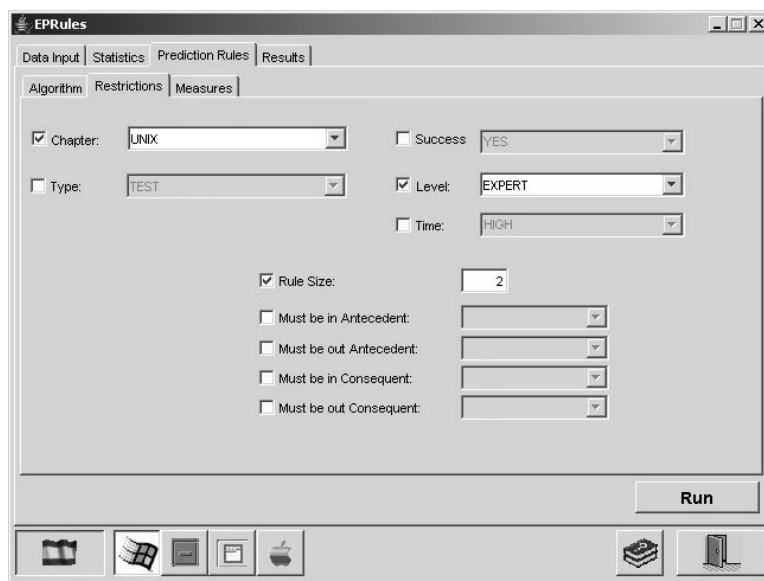 EPRules
Data Input Statistics Prediction Rules Results
Algorithm Restrictions Measures
Chapter: UNIX Success YES
Type: TEST Level: EXPERT
Time: HIGH
Rule Size: 2
Must be in Antecedent:
Must be out Antecedent:
Must be in Consequent:
Must be out Consequent:
Run